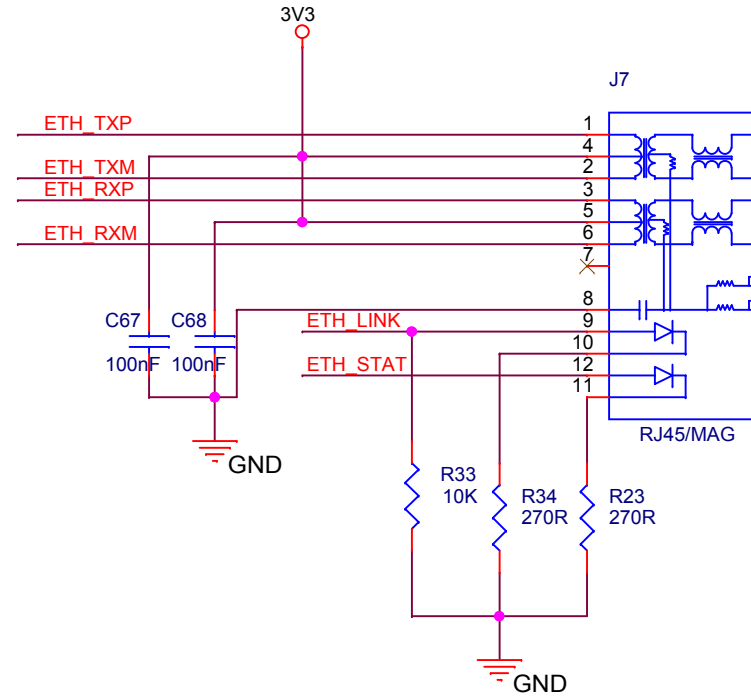 3V3
J7
ETH_TXP
1
4
ETH_TXM
2
ETH_RXP
3
5
ETH_RXM
6
7
8
C67
C68
ETH_LINK
9
10
100nF
100nF
ETH_STAT
12
11
RJ45/MAG
GND
R33
10K
R34
270R
R23
270R
GND